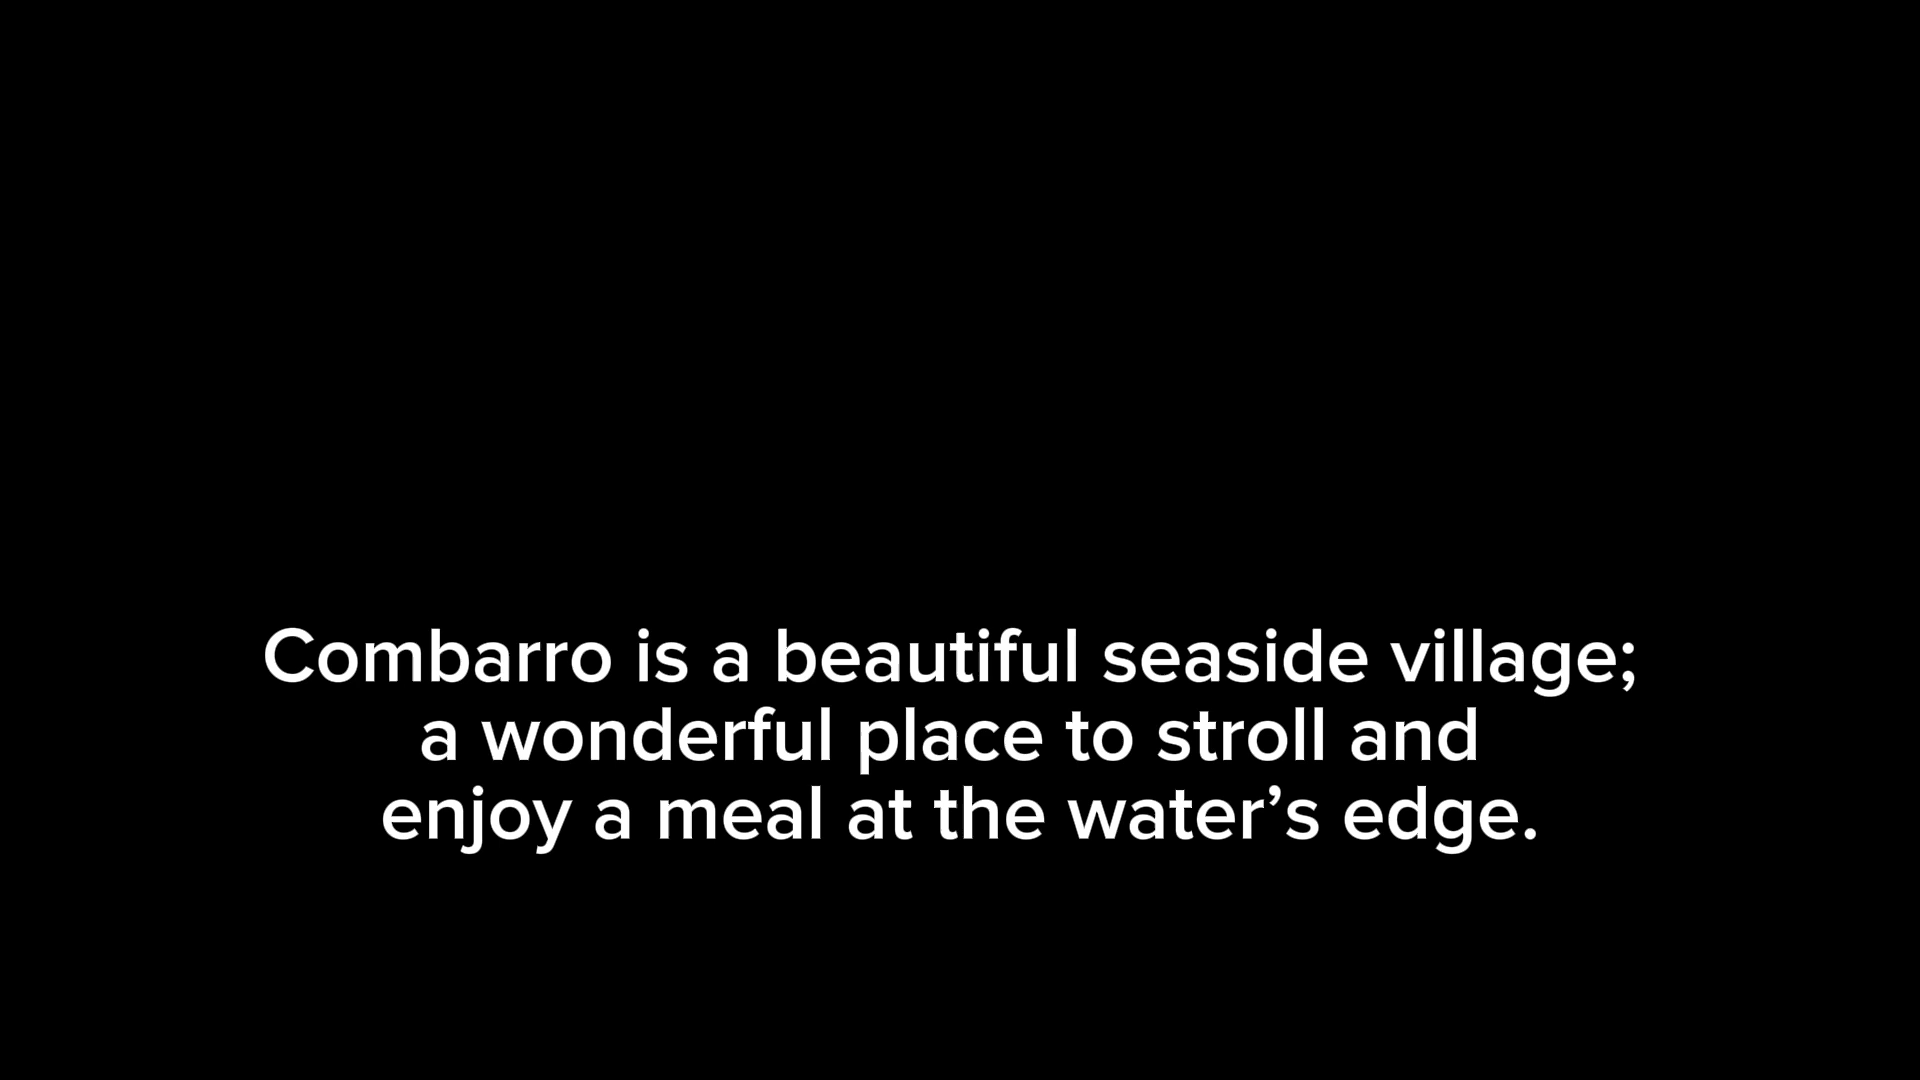 Combarro is a beautiful seaside village;
a wonderful place to stroll and
enjoy a meal at the water’s edge.